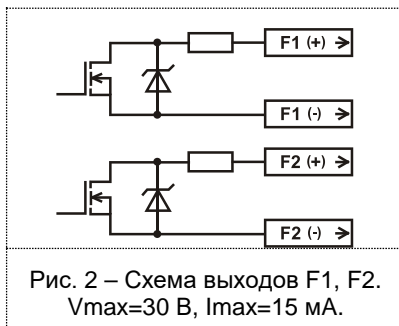 F1 (+) →
F1 (-) →
F2 (+) →
F2 (-) →
Рис. 2 – Схема выходов F1, F2.
Vmax=30 В, Imax=15 мА.